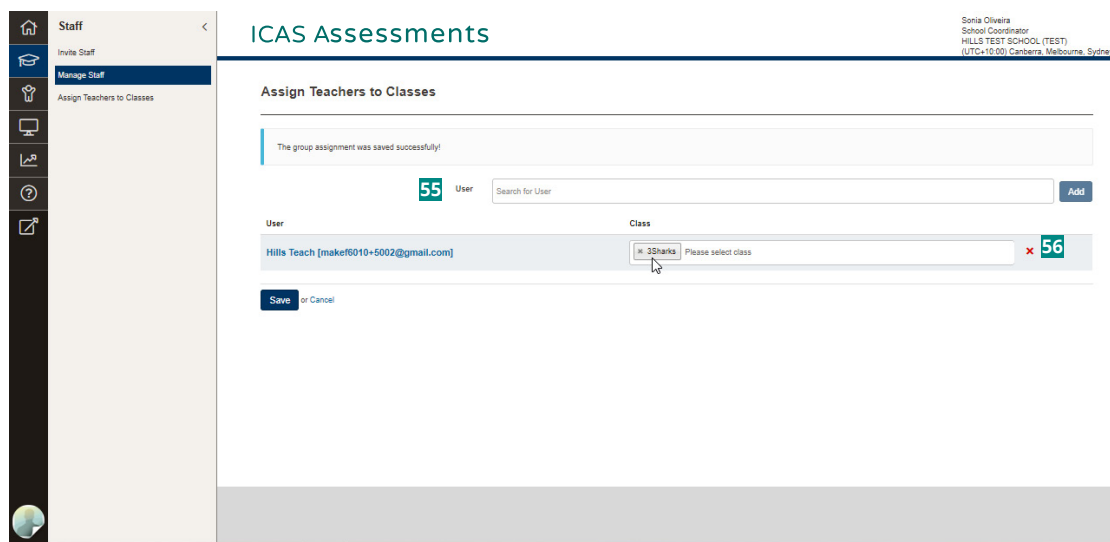 Staff
Invite Staff
Manage Staff
Assign Teachers to Classes
ICAS Assessments
Sonia Oliveira
School Coordinator
HILLS TEST SCHOOL (TEST)
(UTC+10:00) Canberra, Melbourne, Sydne
Assign Teachers to Classes
The group assignment was saved successfully!
55 User Search for User Add
User Class
Hills Teach [makef6010+5002@gmail.com] × 3Sharks Please select class × 56
Save or Cancel